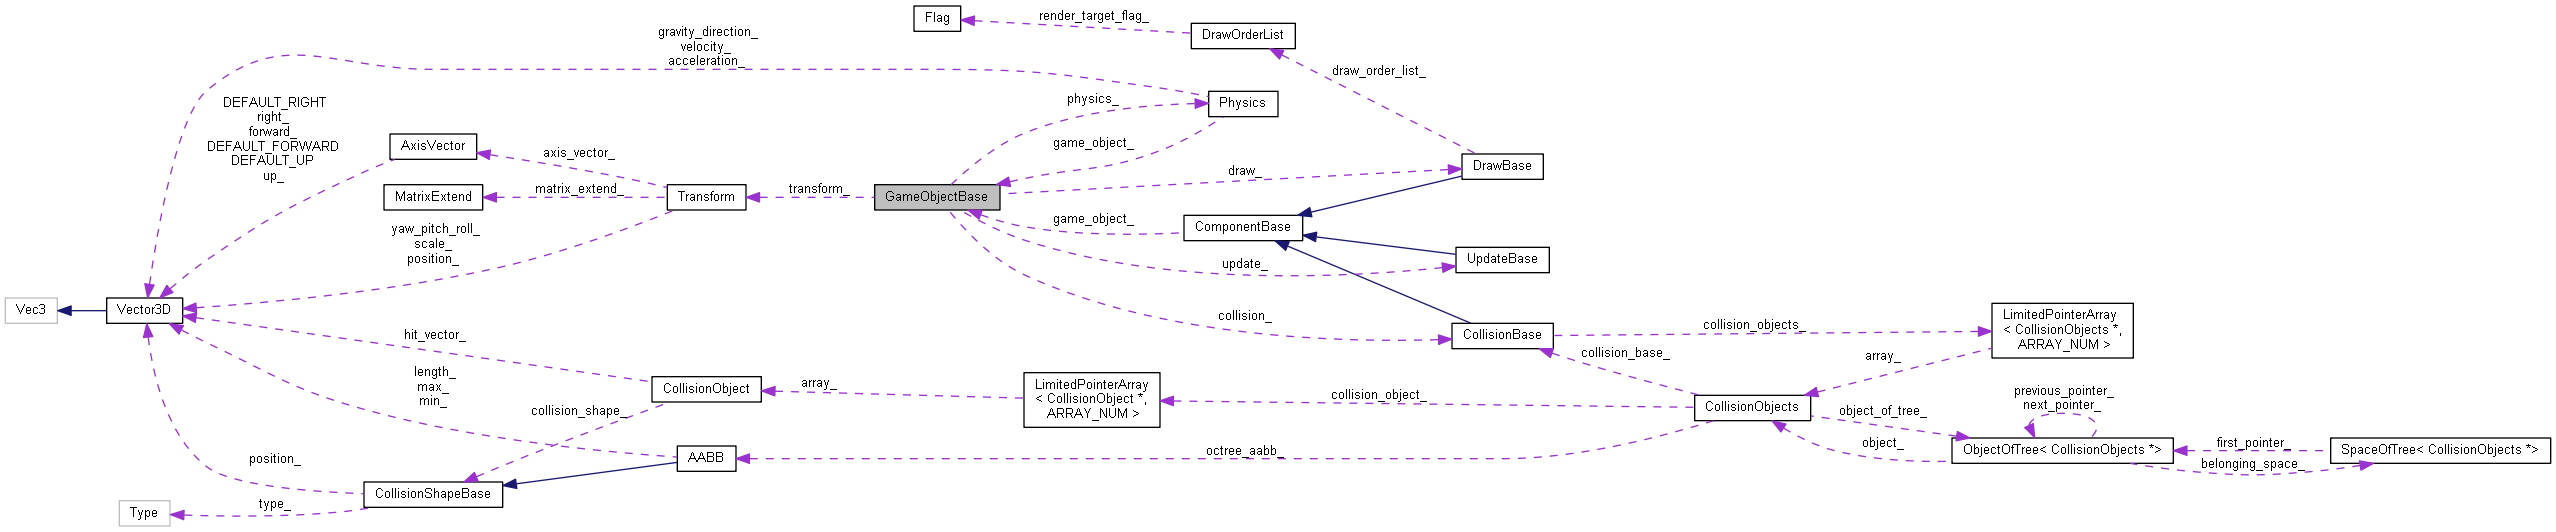 Flag
render_target_flag_
DrawOrderList
gravity_direction_
velocity_
acceleration_
draw_order_list_
DEFAULT_RIGHT
right_
forward_
DEFAULT_FORWARD
DEFAULT_UP
up_
physics_
Physics
AxisVector
axis_vector_
game_object_
DrawBase
draw_
MatrixExtend
matrix_extend_
Transform
transform_
GameObjectBase
yaw_pitch_roll_
scale_
position_
game_object_
ComponentBase
update_
UpdateBase
Vec3
Vector3D
collision_
CollisionBase
collision_objects_
LimitedPointerArray
< CollisionObjects *,
ARRAY_NUM >
hit_vector_
collision_base_
array_
length_
max_
min_
CollisionObject
array_
LimitedPointerArray
< CollisionObject *,
ARRAY_NUM >
collision_object_
CollisionObjects
previous_pointer_
next_pointer_
collision_shape_
object_of_tree_
object_
ObjectOfTree< CollisionObjects *>
first_pointer_
belonging_space_
SpaceOfTree< CollisionObjects *>
position_
AABB
octree_aabb_
CollisionShapeBase
type_
Type